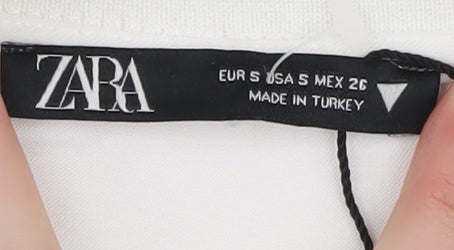 ZARA
EUR S USA S MEX 26
MADE IN TURKEY